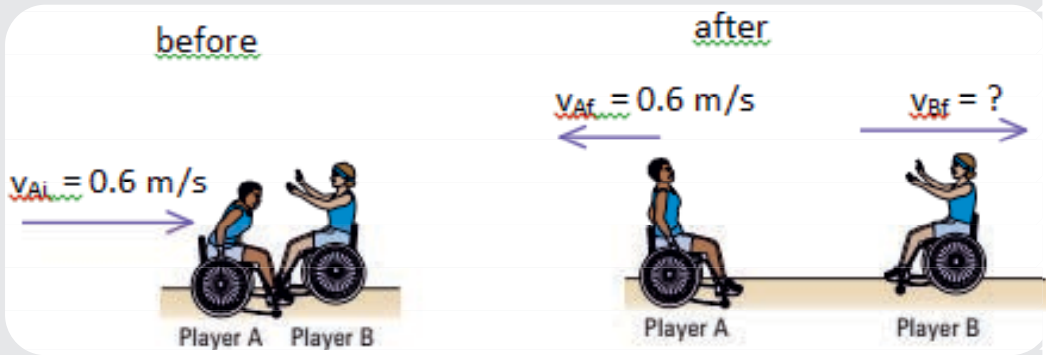 before
after
vAf = 0.6 m/s
vBf = ?
vAi = 0.6 m/s
Player A
Player B
Player A
Player B